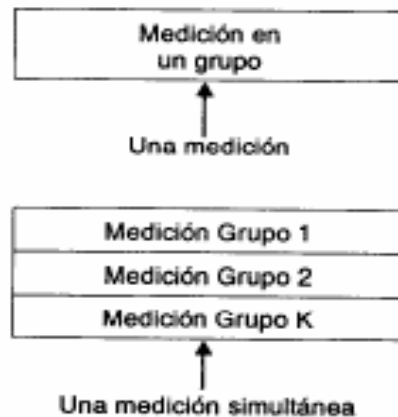 Medición en
un grupo
Una medición
Medición Grupo 1
Medición Grupo 2
Medición Grupo K
Una medición simultánea